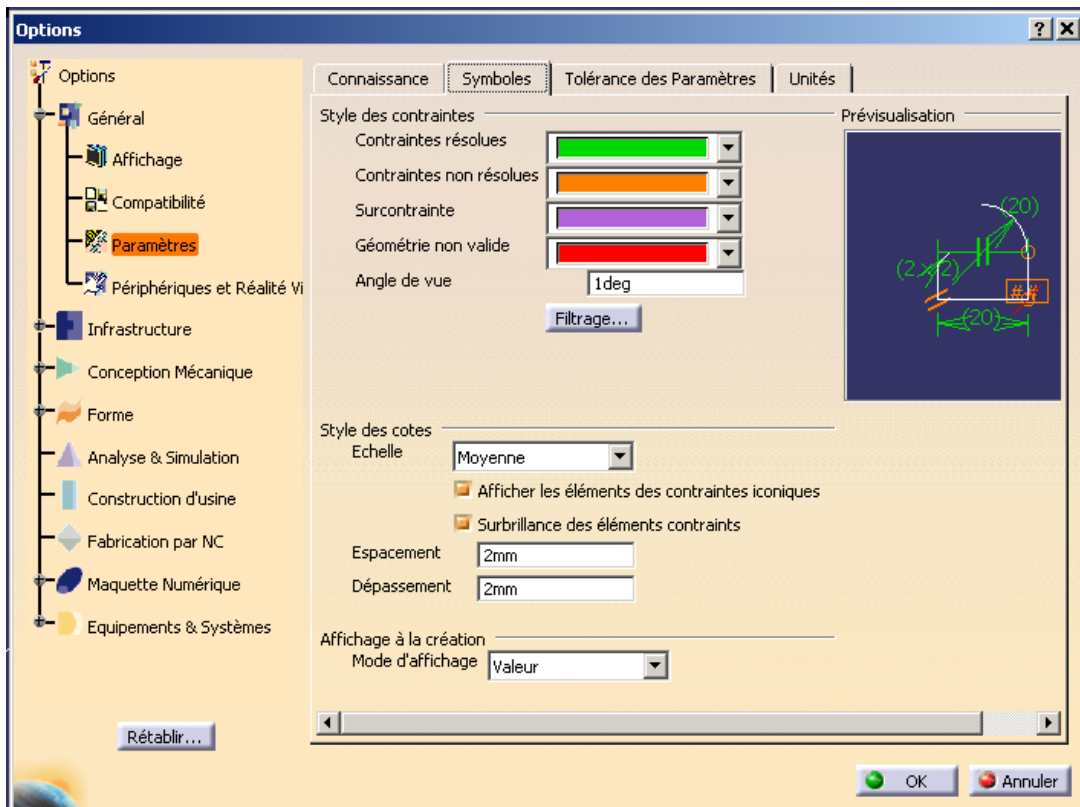 Options
Options
Général
Affichage
Compatibilité
Paramètres
Périphériques et Réalité Vi
Infrastructure
Conception Mécanique
Forme
Analyse & Simulation
Construction d'usine
Fabrication par NC
Maquette Numérique
Equipements & Systèmes
Rétablir...
Connaissance Symboles Tolérance des Paramètres Unités
Style des contraintes
Contraintes résolues
Contraintes non résolues
Surcontrainte
Géométrie non valide
Angle de vue 1deg
Filtrage...
Prévisualisation
(20)
(20)
Style des cotes
Echelle Moyenne
Afficher les éléments des contraintes iconiques
Surbrillance des éléments contraints
Espacement 2mm
Dépassement 2mm
Affichage à la création
Mode d'affichage Valeur
OK Annuler